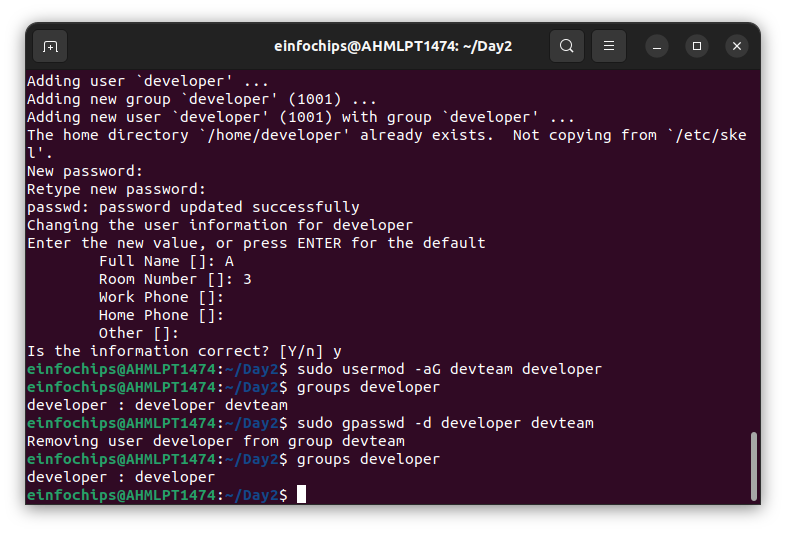 einfochips@AHMLPT1474: ~/Day2
Adding user `developer' ...
Adding new group `developer' (1001) ...
Adding new user `developer' (1001) with group `developer' ...
The home directory `/home/developer' already exists.  Not copying from `/etc/ske
l'.
New password:
Retype new password:
passwd: password updated successfully
Changing the user information for developer
Enter the new value, or press ENTER for the default
        Full Name []: A
        Room Number []: 3
        Work Phone []:
        Home Phone []:
        Other []:
Is the information correct? [Y/n] y
einfochips@AHMLPT1474:~/Day2$ sudo usermod -aG devteam developer
einfochips@AHMLPT1474:~/Day2$ groups developer
developer : developer devteam
einfochips@AHMLPT1474:~/Day2$ sudo gpasswd -d developer devteam
Removing user developer from group devteam
einfochips@AHMLPT1474:~/Day2$ groups developer
developer : developer
einfochips@AHMLPT1474:~/Day2$